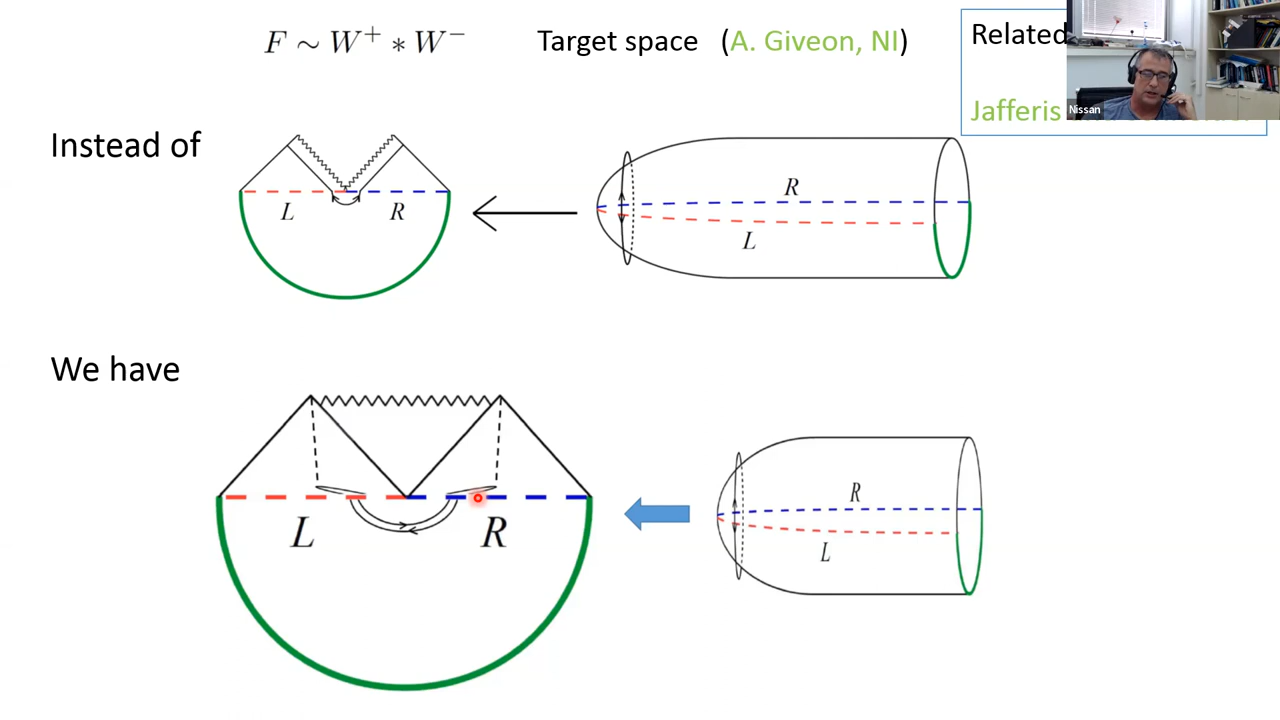 F ~ W⁺ * W⁻
Target space (A. Giveon, NI)
Related
Jafferis
Nissan
Instead of
L
R
R
L
We have
L
R
R
L